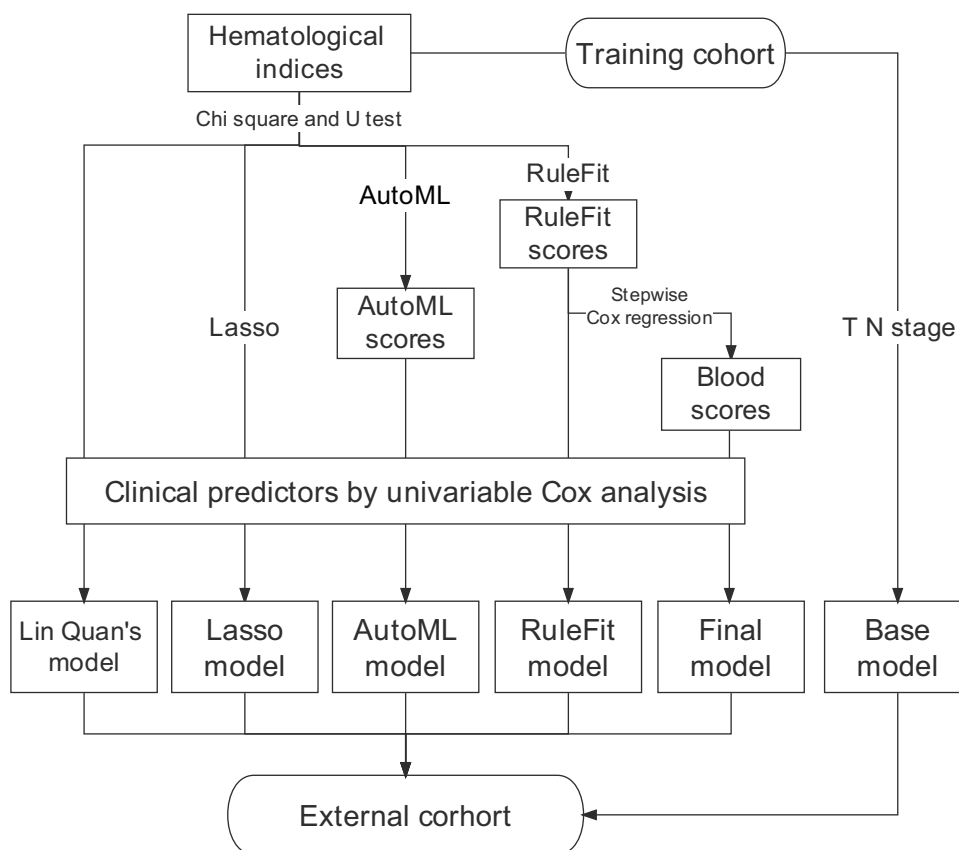 Hematological
indices
Training cohort
Chi square and U test
RuleFit
AutoML
RuleFit
scores
Stepwise
Cox regression
AutoML
scores
Lasso
T N stage
Blood
scores
Clinical predictors by univariable Cox analysis
Lin Quan's
model
Lasso
model
AutoML
model
RuleFit
model
Final
model
Base
model
External corhort